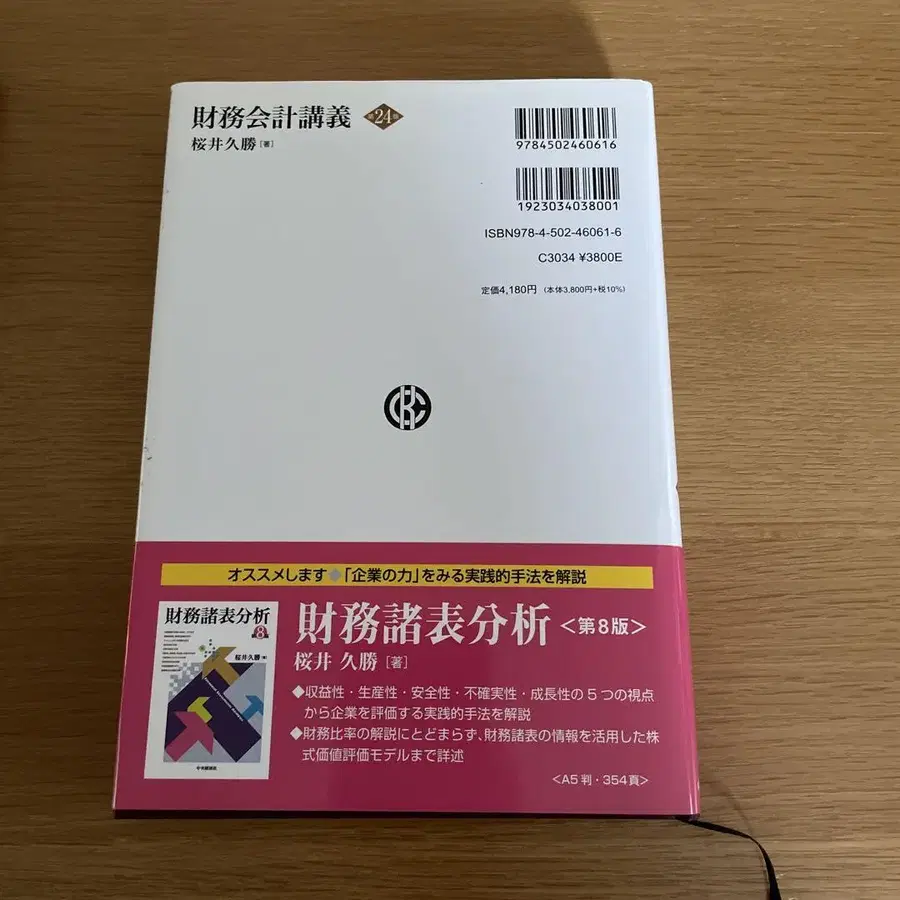 財務会計講義 第24版
桜井久勝[著]
9784502460616
1923034038001
ISBN978-4-502-46061-6
C3034 ¥3800E
定価4,180円 (本体3,800円+税10%)
オススメします◆「企業の力」をみる実践的手法を解説
財務諸表分析
8
桜井久勝
中央経済社
財務諸表分析<第8版>
桜井 久勝[著]
◆収益性・生産性・安全性・不確実性・成長性の5つの視点
から企業を評価する実践的手法を解説
◆財務比率の解説にとどまらず、財務諸表の情報を活用した株
式価値評価モデルまで詳述
<A5判・354頁>